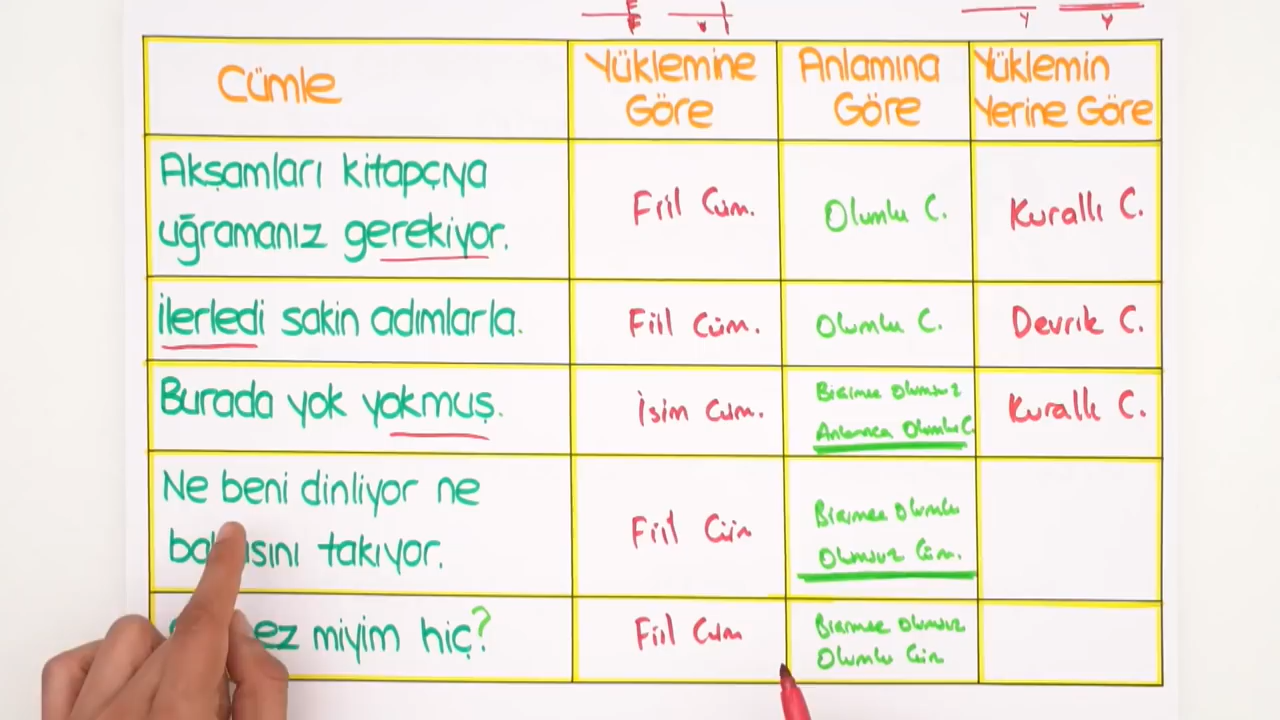 Cümle
Yüklemine
Göre
Anlamına
Göre
Yüklemin
Yerine Göre
Akşamları kitapçıya
uğramanız gerekiyor.
Fiil Cüm.
Olumlu C.
Kurallı C.
İlerledi sakin adımlarla.
Fiil Cüm.
Olumlu C.
Devrik C.
Burada yok yokmuş.
İsim Cüm.
Biçimce Olumsuz
Anlamca Olumlu C.
Kurallı C.
Ne beni dinliyor ne
takıyor.
Fiil Cüm
Biçimce Olumlu
Olumsuz Cüm.
miyim hiç?
Fiil Cüm
Biçimce Olumsuz
Olumlu Cüm